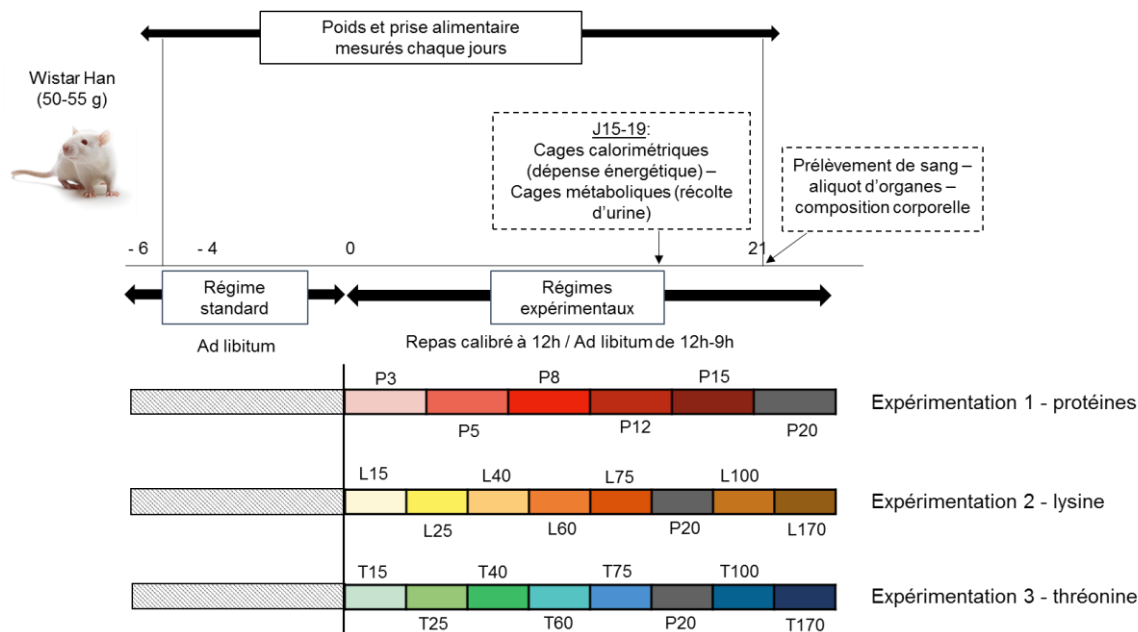 Poids et prise alimentaire
mesurés chaque jours
Wistar Han
(50-55 g)
J15-19:
Cages calorimétriques
(dépense énergétique) –
Cages métaboliques (récolte
d’urine)
Prélèvement de sang –
aliquot d’organes –
composition corporelle
- 6 - 4 0 21
Régime
standard
Régimes
expérimentaux
Ad libitum
Repas calibré à 12h / Ad libitum de 12h-9h
P3 P8 P15
Expérimentation 1 - protéines
P5 P12 P20
L15 L40 L75 L100
Expérimentation 2 - lysine
L25 L60 P20 L170
T15 T40 T75 T100
Expérimentation 3 - thréonine
T25 T60 P20 T170